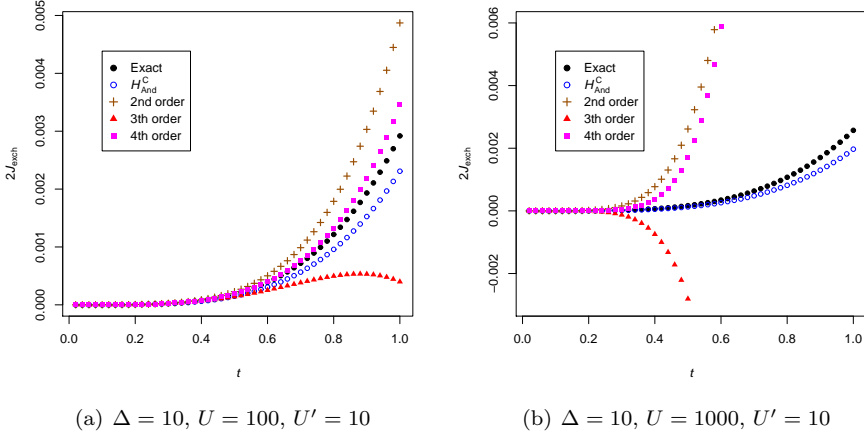 2Jexch
0.005
0.004
0.003
0.002
0.001
0.000
Exact
H^C_And
2nd order
3th order
4th order
0.0 0.2 0.4 0.6 0.8 1.0
t
(a) Δ = 10, U = 100, U′ = 10
2Jexch
0.006
0.004
0.002
0.000
−0.002
Exact
H^C_And
2nd order
3th order
4th order
0.0 0.2 0.4 0.6 0.8 1.0
t
(b) Δ = 10, U = 1000, U′ = 10